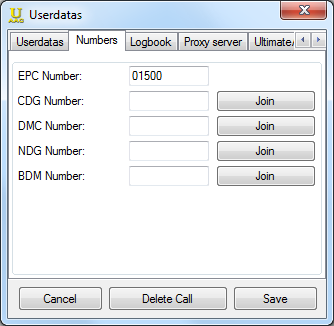 Userdatas
Userdatas Numbers Logbook Proxy server UltimateA
EPC Number: 01500
CDG Number: Join
DMC Number: Join
NDG Number: Join
BDM Number: Join
Cancel Delete Call Save